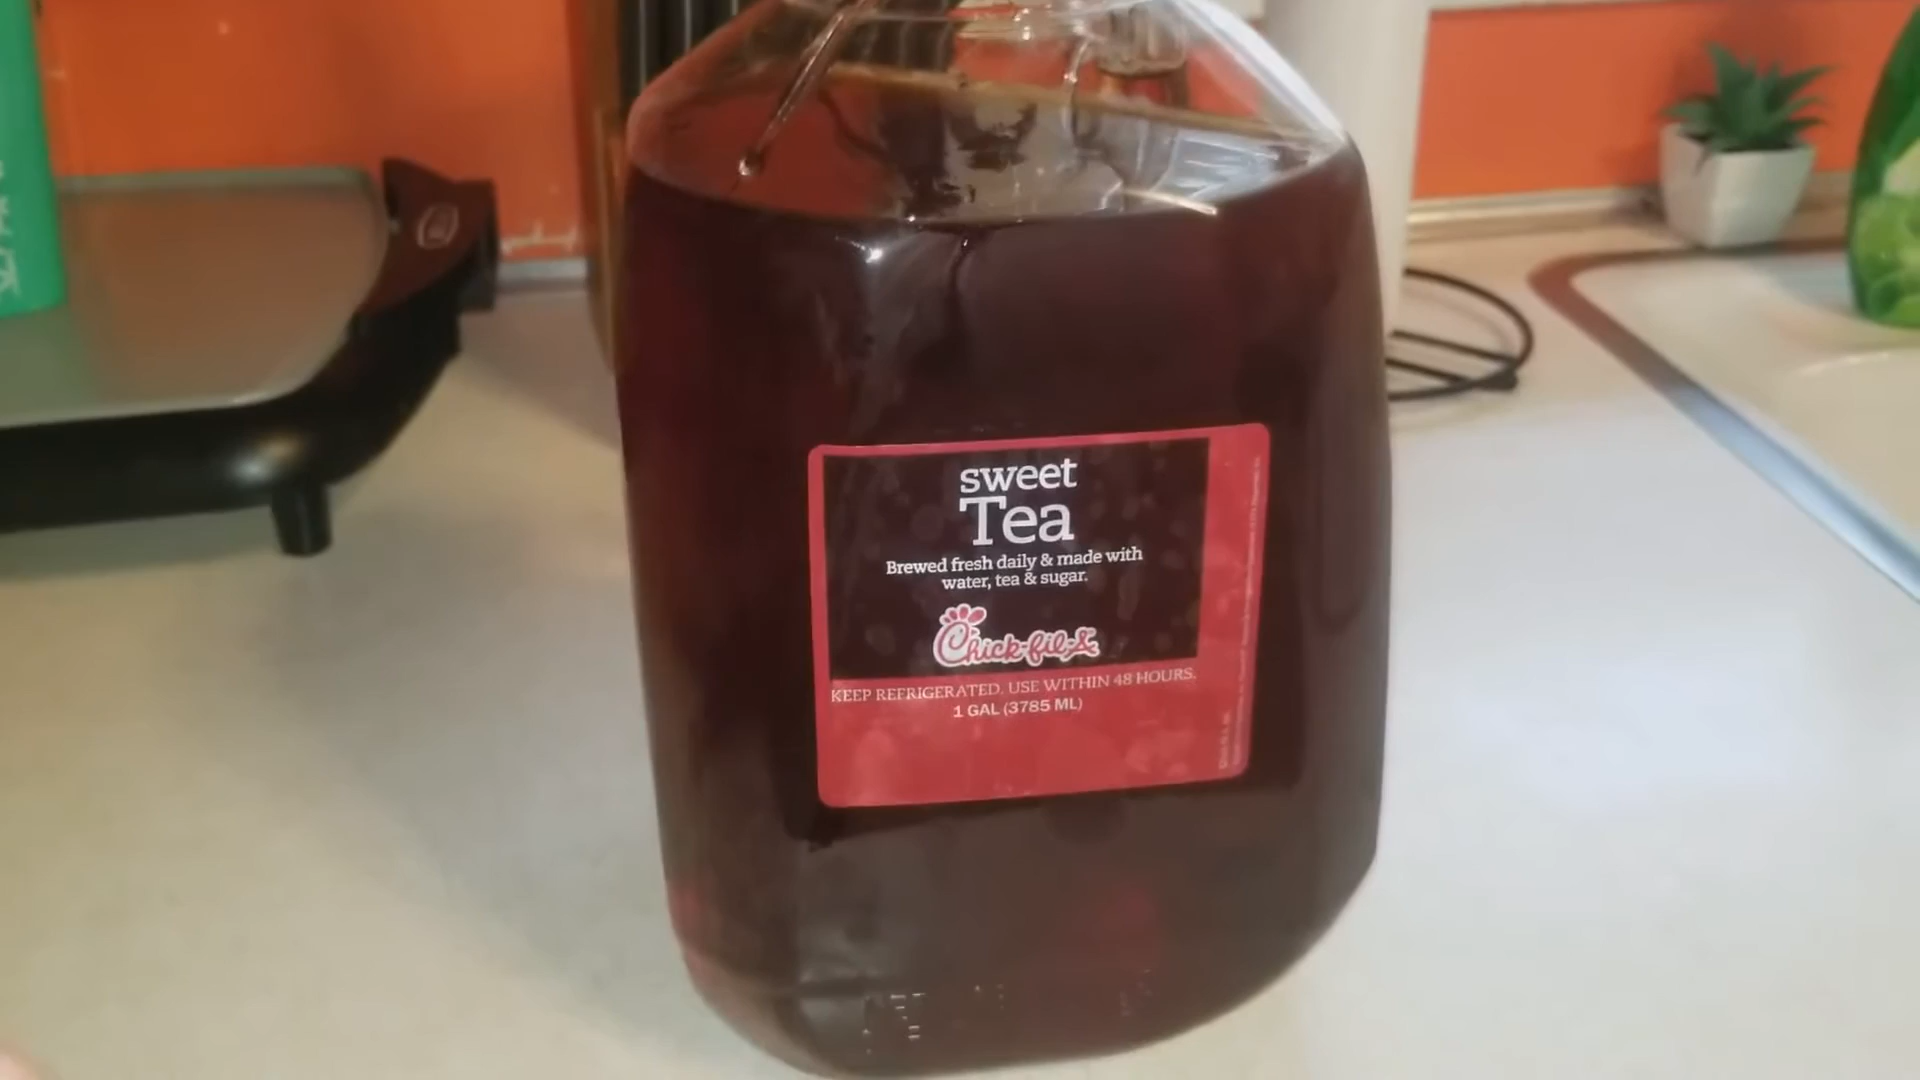 sweet
Tea
Brewed fresh daily & made with
water, tea & sugar.
Chick-fil-A
KEEP REFRIGERATED. USE WITHIN 48 HOURS.
1 GAL (3785 ML)